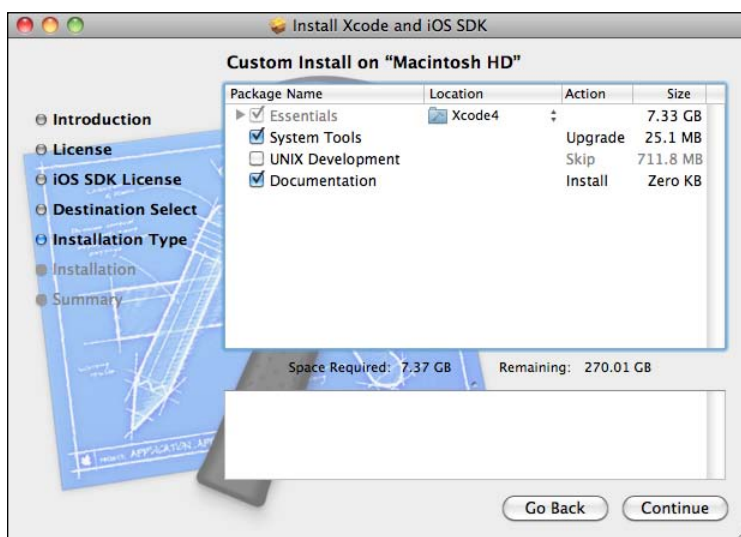 Install Xcode and iOS SDK
Custom Install on “Macintosh HD”
Introduction
License
iOS SDK License
Destination Select
Installation Type
Installation
Summary
Package Name Location Action Size
Essentials Xcode4 7.33 GB
System Tools Upgrade 25.1 MB
UNIX Development Skip 711.8 MB
Documentation Install Zero KB
Space Required: 7.37 GB Remaining: 270.01 GB
APPLICATION
Go Back Continue